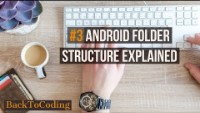 #3 ANDROID FOLDER
STRUCTURE EXPLAINED
BackToCoding